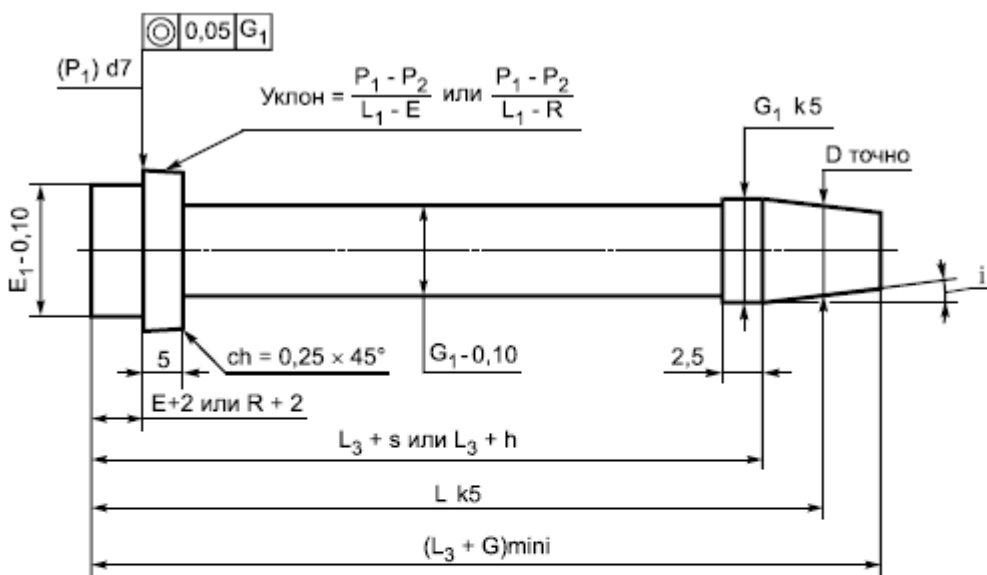 ◎ 0,05 G₁
(P₁) d7
Уклон = (P₁ - P₂)/(L₁ - E) или (P₁ - P₂)/(L₁ - R)
G₁ k5
D точно
E₁-0,10
i
5
ch = 0,25 × 45°
G₁-0,10
2,5
E+2 или R + 2
L₃ + s или L₃ + h
L k5
(L₃ + G)mini